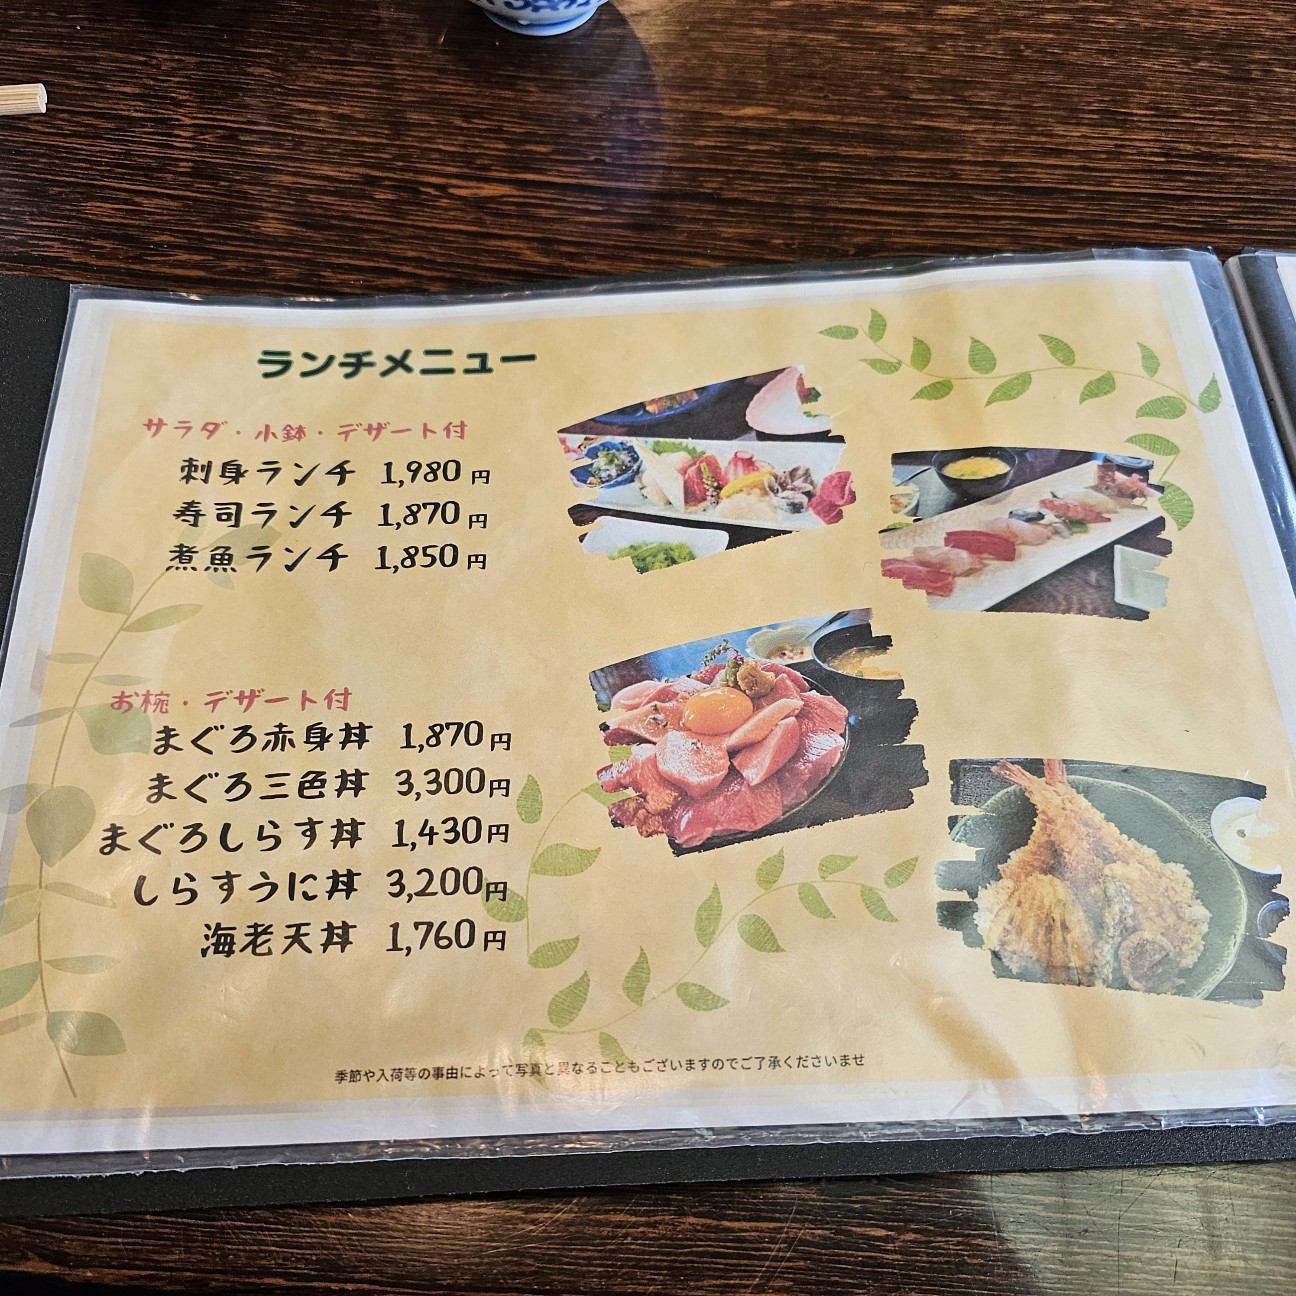 ランチメニュー
サラダ・小鉢・デザート付
刺身ランチ 1,980円
寿司ランチ 1,870円
煮魚ランチ 1,850円
お椀・デザート付
まぐろ赤身丼 1,870円
まぐろ三色丼 3,300円
まぐろしらす丼 1,430円
しらすうに丼 3,200円
海老天丼 1,760円
季節や入荷等の事由によって写真と異なることもございますのでご了承くださいませ